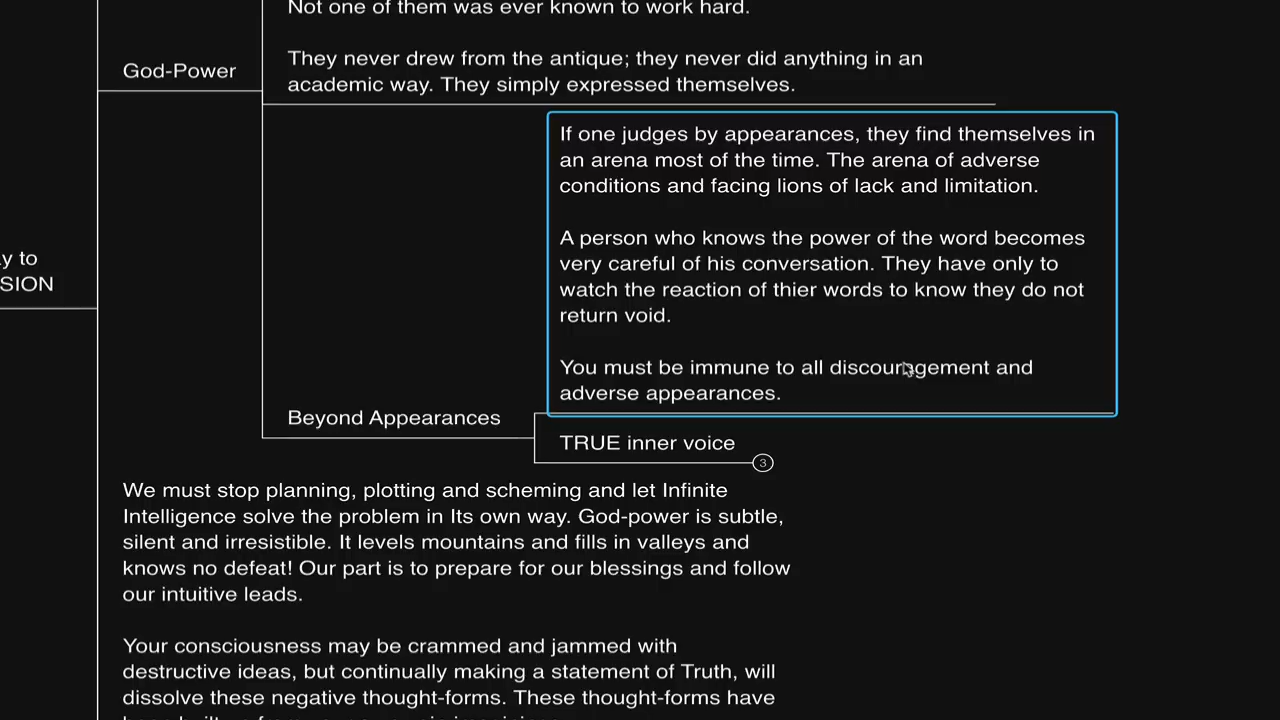 Not one of them was ever known to work hard.
They never drew from the antique; they never did anything in an
academic way. They simply expressed themselves.
God-Power
If one judges by appearances, they find themselves in
an arena most of the time. The arena of adverse
conditions and facing lions of lack and limitation.
A person who knows the power of the word becomes
very careful of his conversation. They have only to
watch the reaction of thier words to know they do not
return void.
You must be immune to all discouragement and
adverse appearances.
y to
SION
Beyond Appearances
TRUE inner voice
3
We must stop planning, plotting and scheming and let Infinite
Intelligence solve the problem in Its own way. God-power is subtle,
silent and irresistible. It levels mountains and fills in valleys and
knows no defeat! Our part is to prepare for our blessings and follow
our intuitive leads.
Your consciousness may be crammed and jammed with
destructive ideas, but continually making a statement of Truth, will
dissolve these negative thought-forms. These thought-forms have